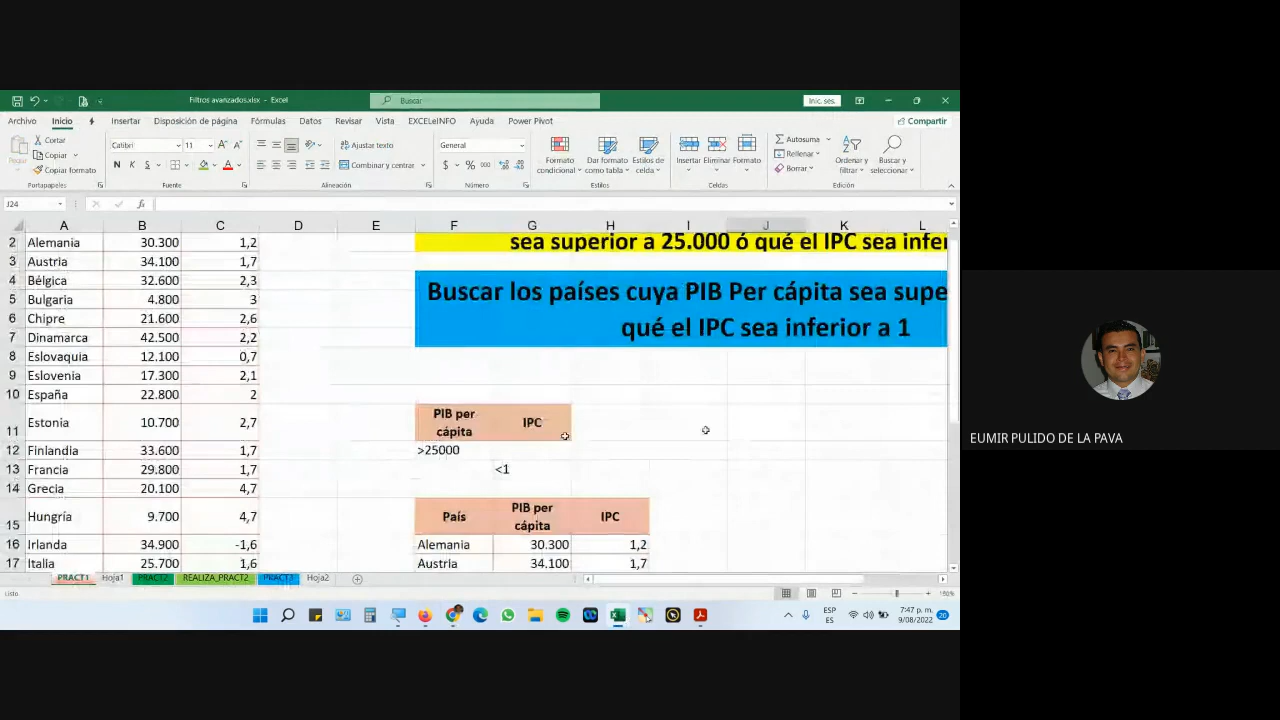 Filtros avanzados.xlsx - Excel
Buscar
Inic. ses.
Archivo Inicio Insertar Disposición de página Fórmulas Datos Revisar Vista EXCELeINFO Ayuda Power Pivot Compartir
Pegar
Cortar
Copiar
Copiar formato
Portapapeles
Calibri 11
N K S
Fuente
Ajustar texto
Combinar y centrar
Alineación
General
$ % 000
Número
Formato condicional
Dar formato como tabla
Estilos de celda
Estilos
Insertar Eliminar Formato
Celdas
Autosuma
Rellenar
Borrar
Ordenar y filtrar
Buscar y seleccionar
Edición
J24
fx
A B C D E F G H I J K L
2 Alemania 30.300 1,2
3 Austria 34.100 1,7
4 Bélgica 32.600 2,3
5 Bulgaria 4.800 3
6 Chipre 21.600 2,6
7 Dinamarca 42.500 2,2
8 Eslovaquia 12.100 0,7
9 Eslovenia 17.300 2,1
10 España 22.800 2
11 Estonia 10.700 2,7
12 Finlandia 33.600 1,7
13 Francia 29.800 1,7
14 Grecia 20.100 4,7
15 Hungría 9.700 4,7
16 Irlanda 34.900 -1,6
17 Italia 25.700 1,6
sea superior a 25.000 ó qué el IPC sea infer
Buscar los países cuya PIB Per cápita sea supe
qué el IPC sea inferior a 1
PIB per cápita IPC
>25000
<1
País PIB per cápita IPC
Alemania 30.300 1,2
Austria 34.100 1,7
PRACT1 Hoja1 PRACT2 REALIZA_PRACT2 PRACT3 Hoja2
Listo
ESP
ES
7:47 p. m.
9/08/2022
20
EUMIR PULIDO DE LA PAVA